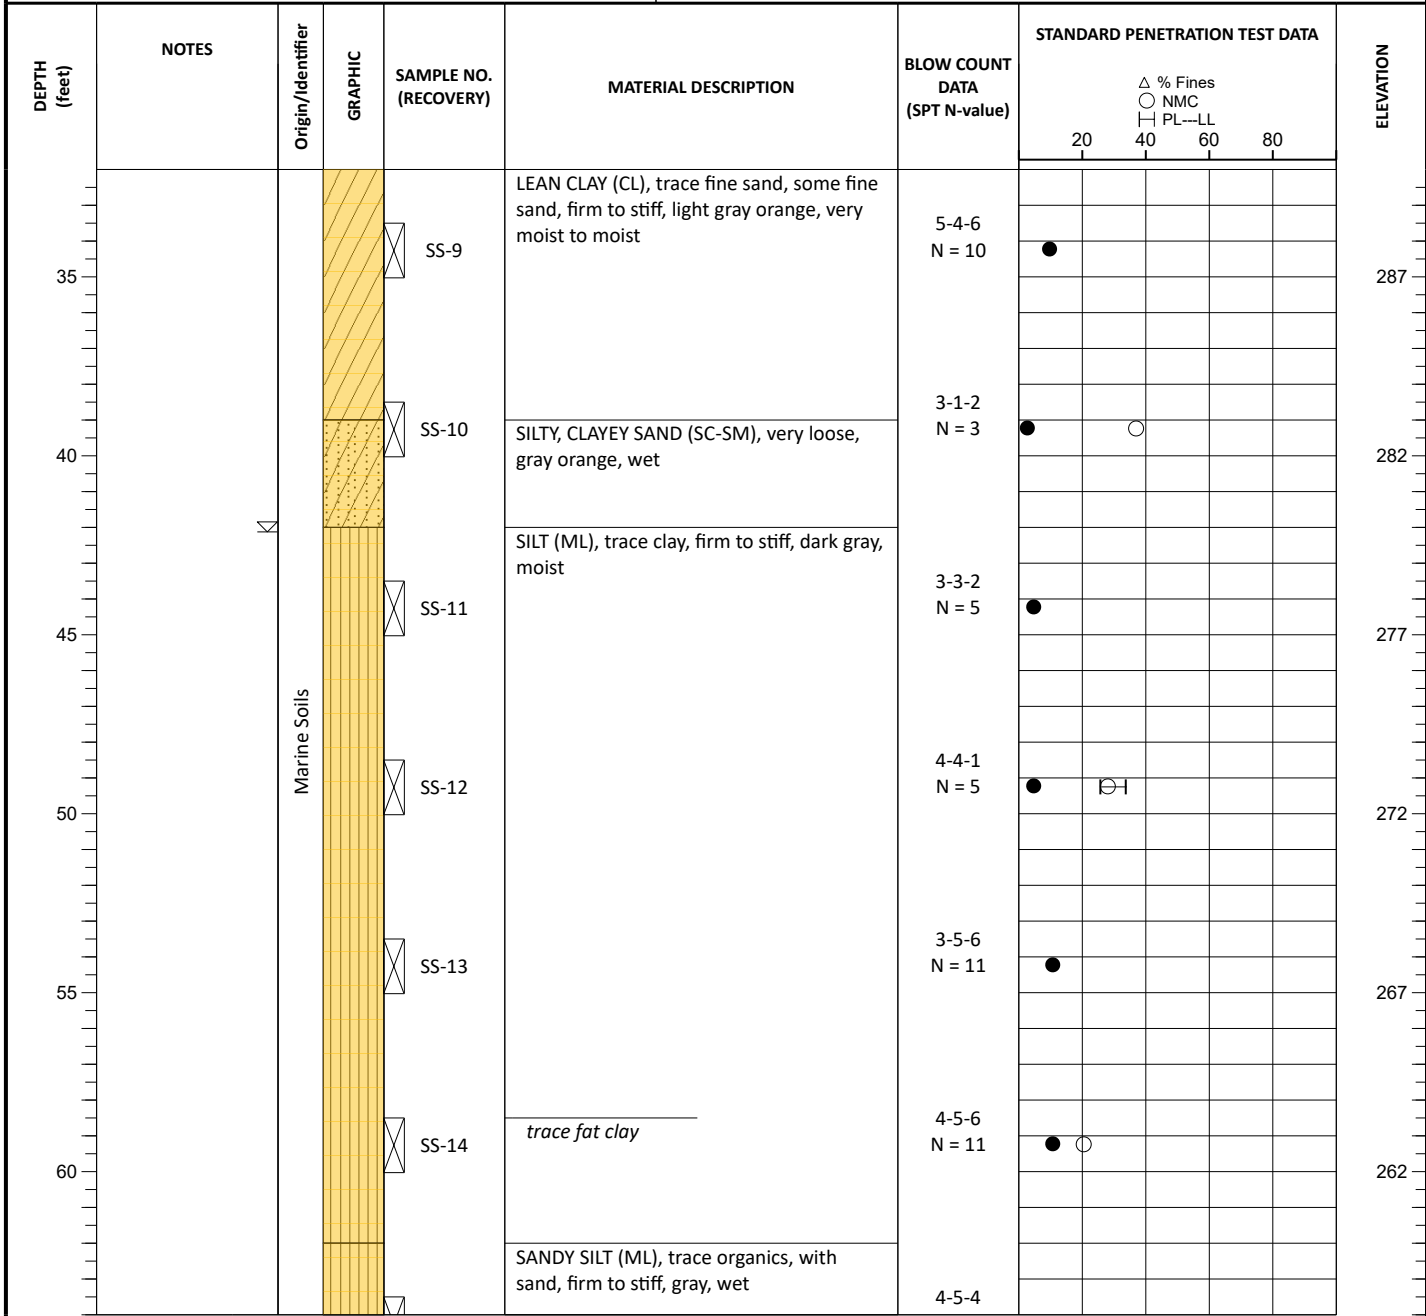 DEPTH
(feet)
NOTES
Origin/Identifier
GRAPHIC
SAMPLE NO.
(RECOVERY)
MATERIAL DESCRIPTION
BLOW COUNT
DATA
(SPT N-value)
STANDARD PENETRATION TEST DATA
% Fines
NMC
PL---LL
20 40 60 80
ELEVATION
LEAN CLAY (CL), trace fine sand, some fine
sand, firm to stiff, light gray orange, very
moist to moist
5-4-6
SS-9
N = 10
35
287
3-1-2
SS-10
SILTY, CLAYEY SAND (SC-SM), very loose,
gray orange, wet
N = 3
40
282
SILT (ML), trace clay, firm to stiff, dark gray,
moist
3-3-2
SS-11
N = 5
45
277
Marine Soils
4-4-1
SS-12
N = 5
50
272
3-5-6
SS-13
N = 11
55
267
4-5-6
trace fat clay
SS-14
N = 11
60
262
SANDY SILT (ML), trace organics, with
sand, firm to stiff, gray, wet
4-5-4